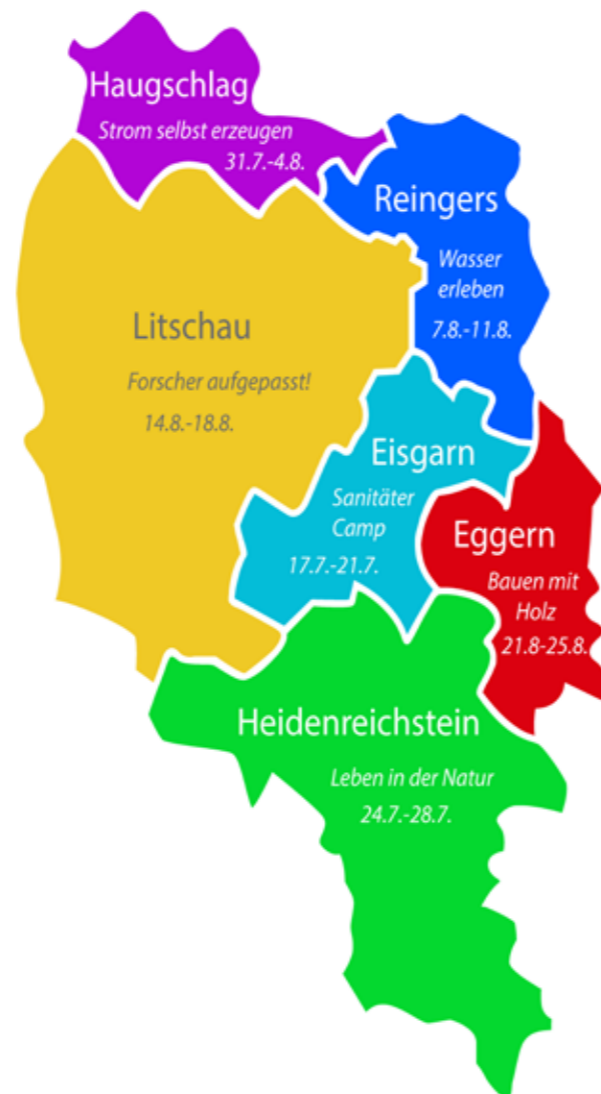 Haugschlag
Strom selbst erzeugen
31.7.-4.8.
Reingers
Wasser
erleben
7.8.-11.8.
Litschau
Forscher aufgepasst!
14.8.-18.8.
Eisgarn
Sanitäter
Camp
17.7.-21.7.
Eggern
Bauen mit
Holz
21.8-25.8.
Heidenreichstein
Leben in der Natur
24.7.-28.7.